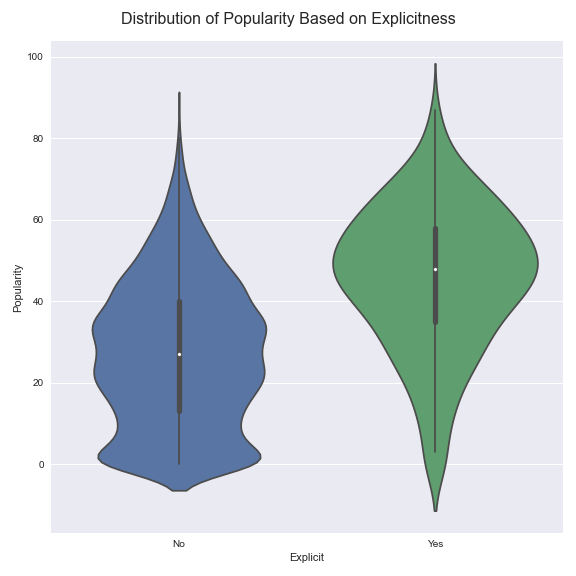 Distribution of Popularity Based on Explicitness
100
80
60
40
20
0
Popularity
No
Yes
Explicit